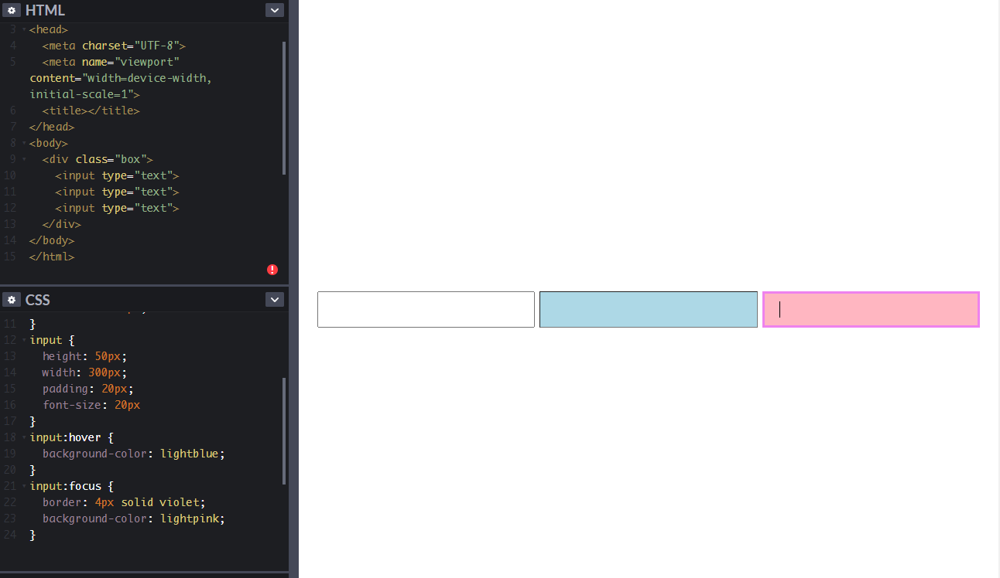 HTML
3 <head>
4 <meta charset="UTF-8">
5 <meta name="viewport"
content="width=device-width,
initial-scale=1">
6 <title></title>
7 </head>
8 <body>
9 <div class="box">
10 <input type="text">
11 <input type="text">
12 <input type="text">
13 </div>
14 </body>
15 </html>
CSS
11 }
12 input {
13 height: 50px;
14 width: 300px;
15 padding: 20px;
16 font-size: 20px
17 }
18 input:hover {
19 background-color: lightblue;
20 }
21 input:focus {
22 border: 4px solid violet;
23 background-color: lightpink;
24 }